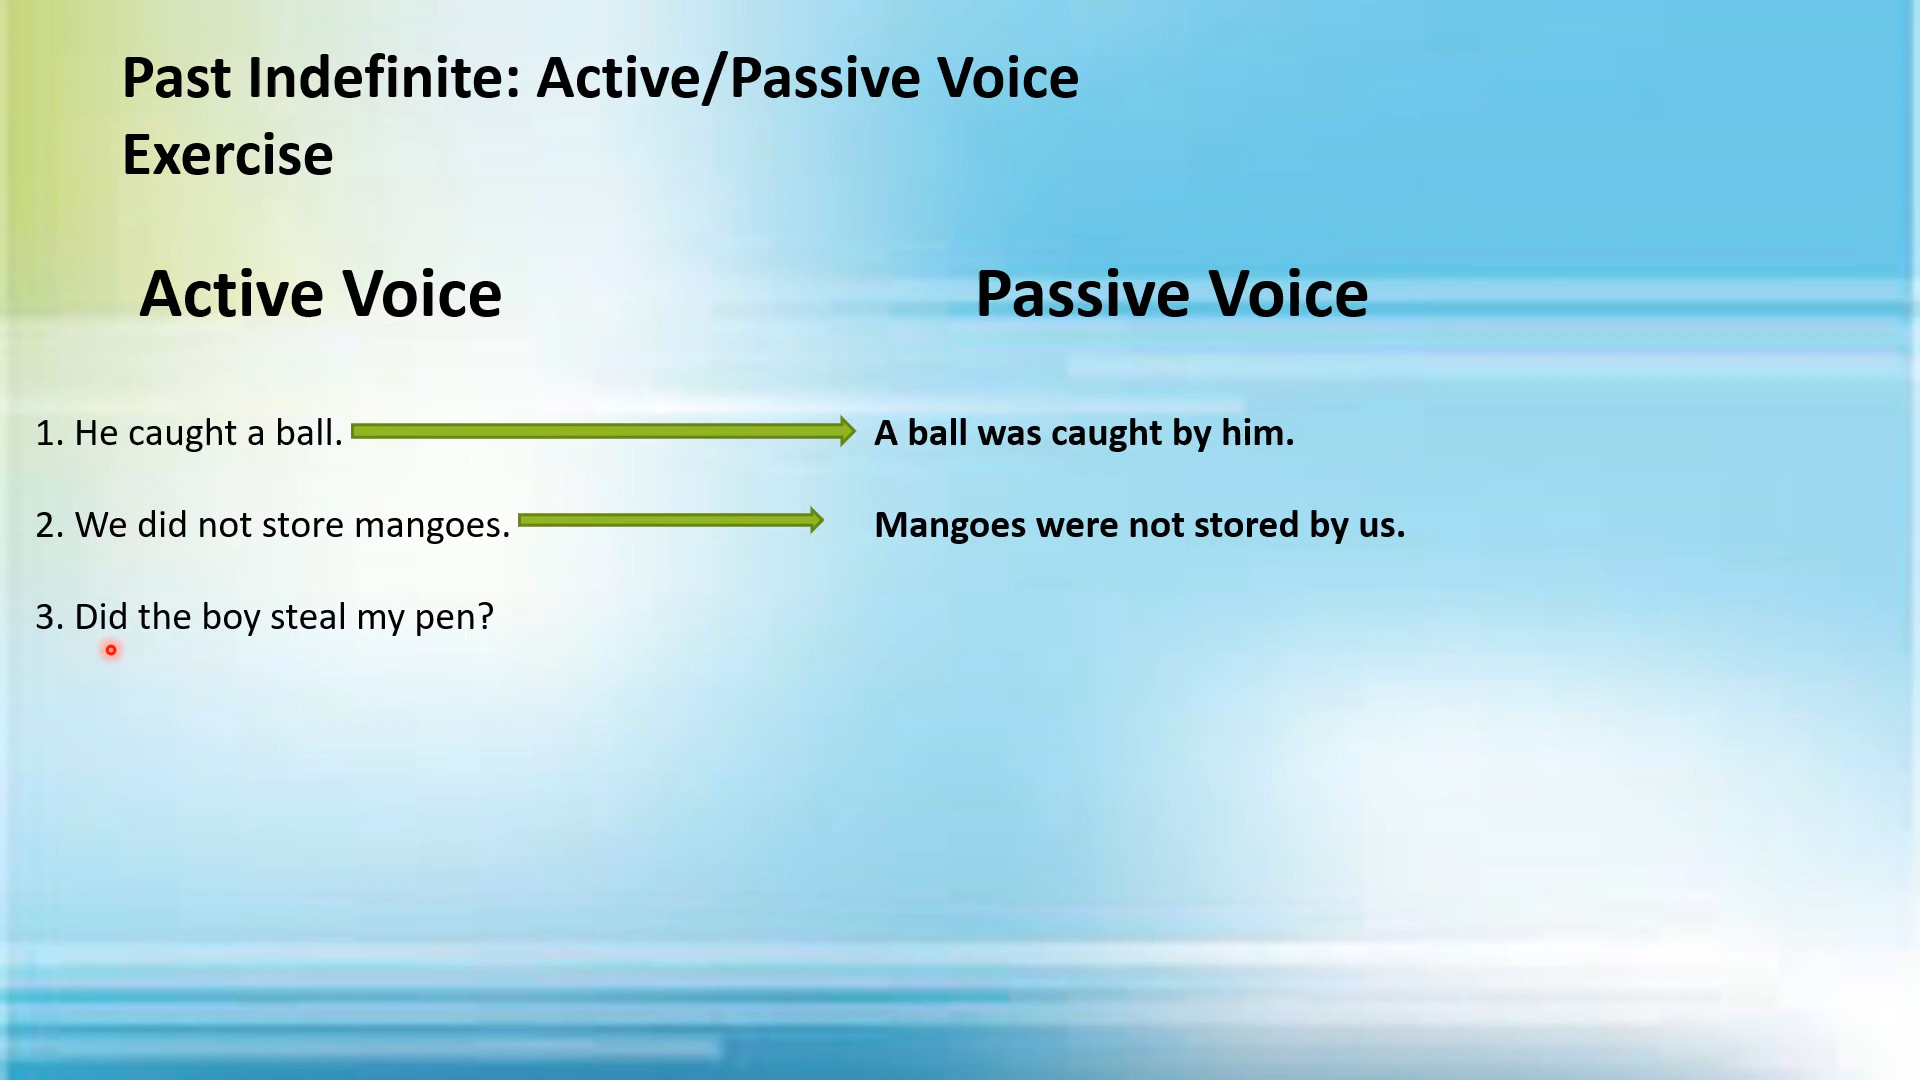 Past Indefinite: Active/Passive Voice
Exercise
Active Voice
Passive Voice
1. He caught a ball.
A ball was caught by him.
2. We did not store mangoes.
Mangoes were not stored by us.
3. Did the boy steal my pen?